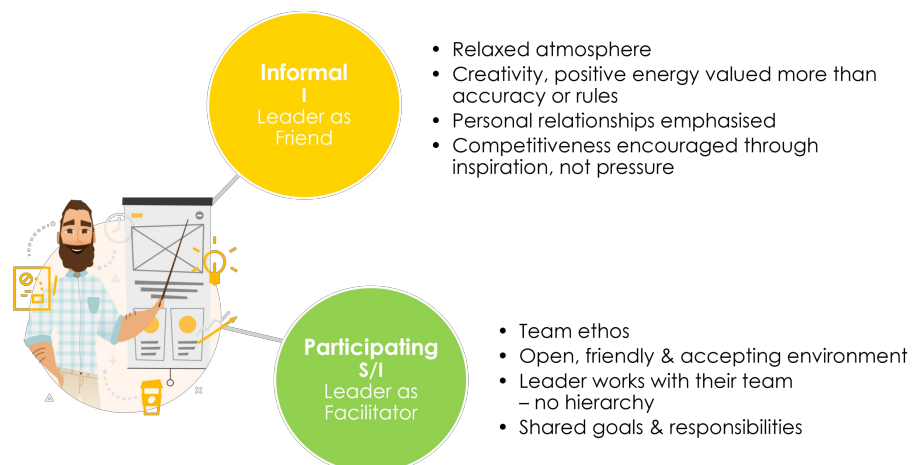 Informal
I
Leader as
Friend
• Relaxed atmosphere
• Creativity, positive energy valued more than
accuracy or rules
• Personal relationships emphasised
• Competitiveness encouraged through
inspiration, not pressure
Participating
S/I
Leader as
Facilitator
• Team ethos
• Open, friendly & accepting environment
• Leader works with their team
– no hierarchy
• Shared goals & responsibilities